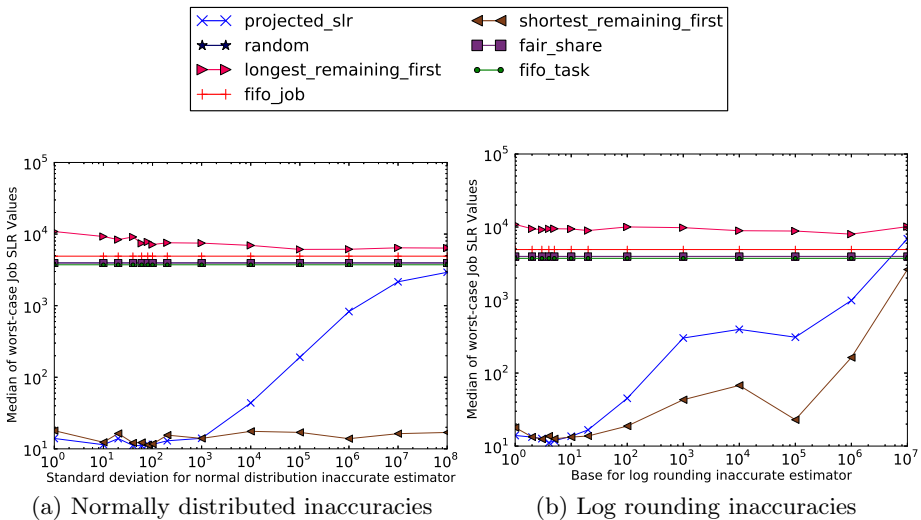 projected_slr
random
longest_remaining_first
fifo_job
shortest_remaining_first
fair_share
fifo_task
Median of worst-case Job SLR Values
10^5
10^4
10^3
10^2
10^1
10^0 10^1 10^2 10^3 10^4 10^5 10^6 10^7 10^8
Standard deviation for normal distribution inaccurate estimator
(a) Normally distributed inaccuracies
Median of worst-case Job SLR Values
10^5
10^4
10^3
10^2
10^1
10^0 10^1 10^2 10^3 10^4 10^5 10^6 10^7
Base for log rounding inaccurate estimator
(b) Log rounding inaccuracies